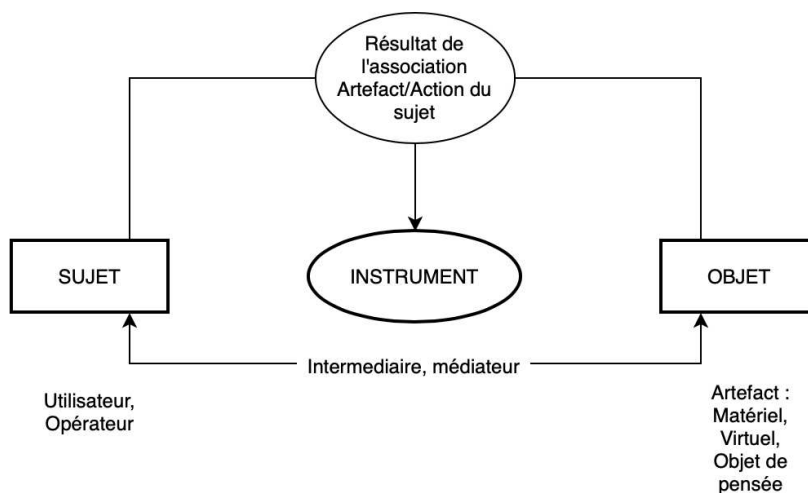 Résultat de
l'association
Artefact/Action du
sujet
SUJET
INSTRUMENT
OBJET
Intermediaire, médiateur
Utilisateur,
Opérateur
Artefact :
Matériel,
Virtuel,
Objet de
pensée